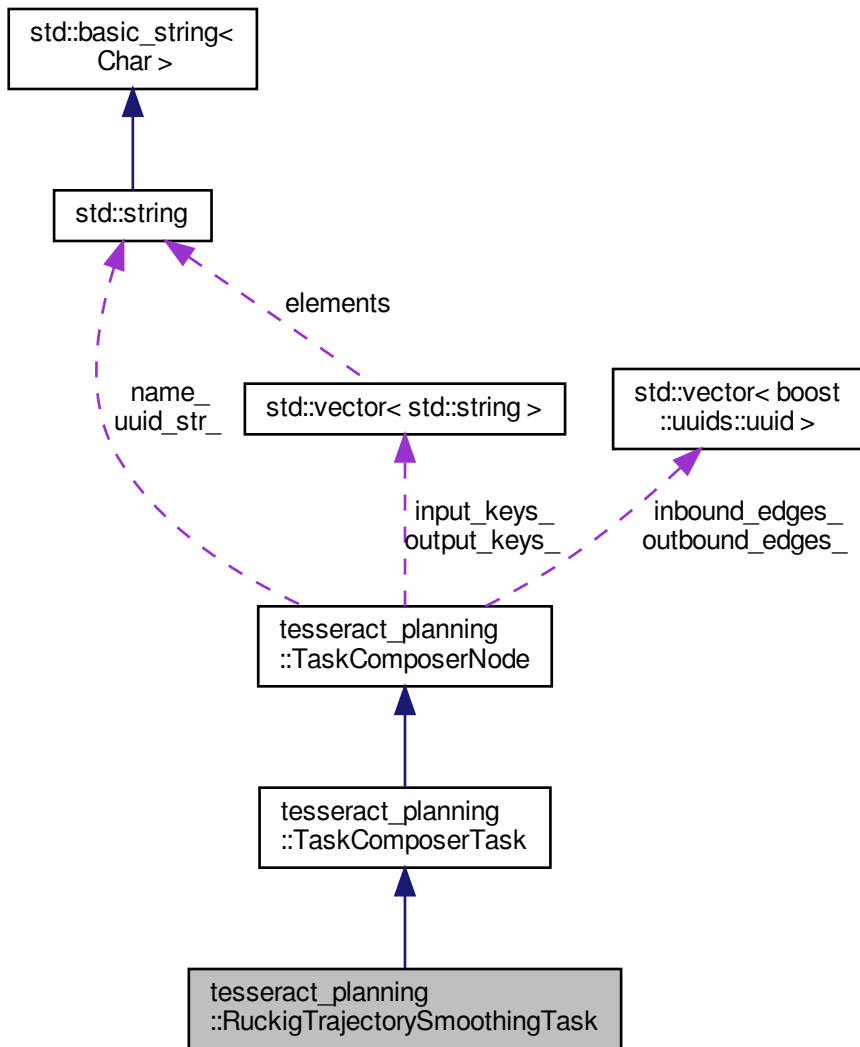 std::basic_string<
Char >
std::string
elements
name_
uuid_str_
std::vector< std::string >
std::vector< boost
::uuids::uuid >
input_keys_
output_keys_
inbound_edges_
outbound_edges_
tesseract_planning
::TaskComposerNode
tesseract_planning
::TaskComposerTask
tesseract_planning
::RuckigTrajectorySmoothingTask